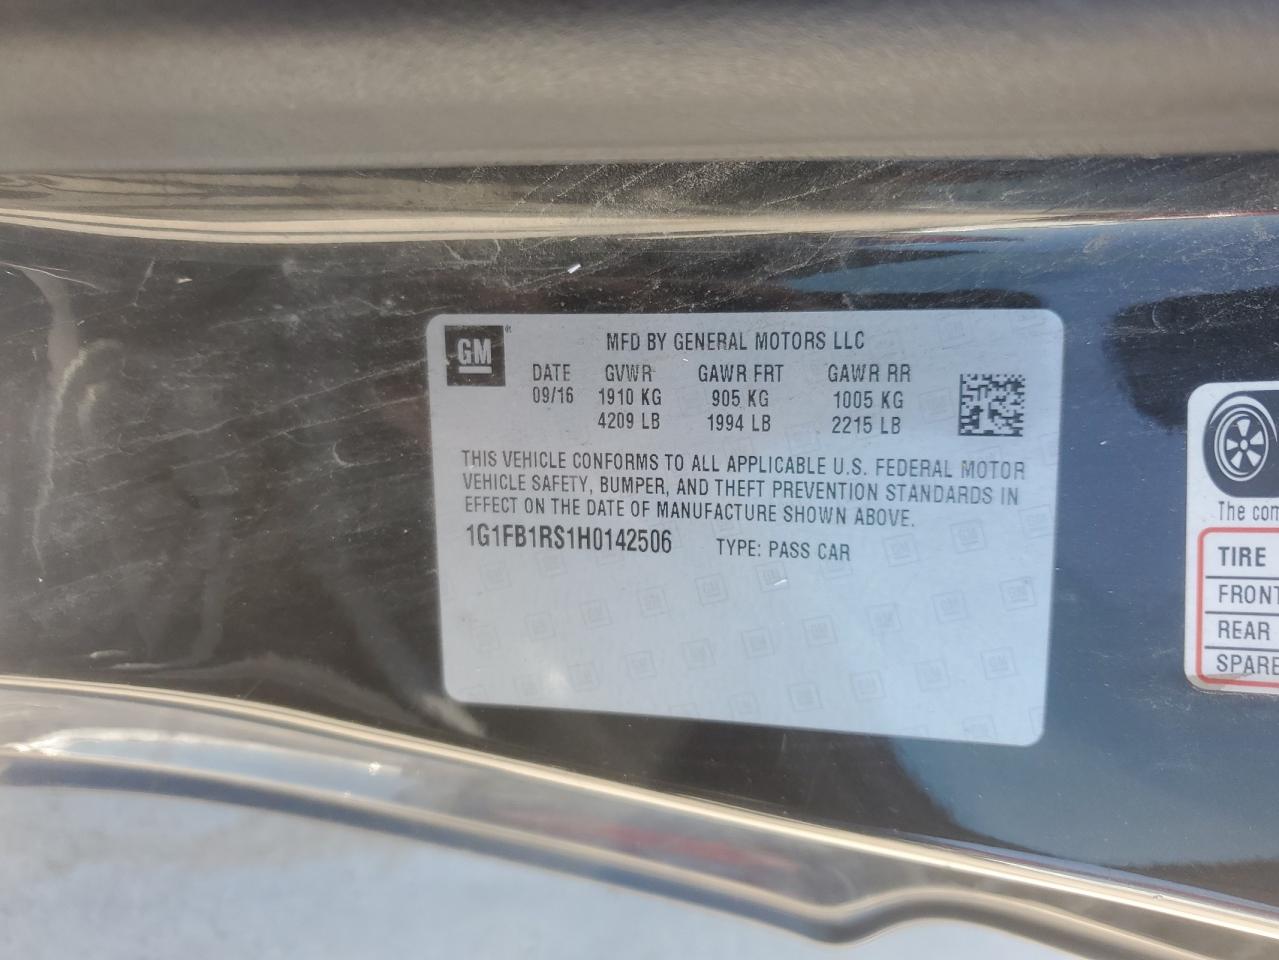 GM
MFD BY GENERAL MOTORS LLC
DATE GVWR GAWR FRT GAWR RR
09/16 1910 KG 905 KG 1005 KG
4209 LB 1994 LB 2215 LB
THIS VEHICLE CONFORMS TO ALL APPLICABLE U.S. FEDERAL MOTOR
VEHICLE SAFETY, BUMPER, AND THEFT PREVENTION STANDARDS IN
EFFECT ON THE DATE OF MANUFACTURE SHOWN ABOVE.
1G1FB1RS1H0142506 TYPE: PASS CAR
The com
TIRE
FRONT
REAR
SPARE